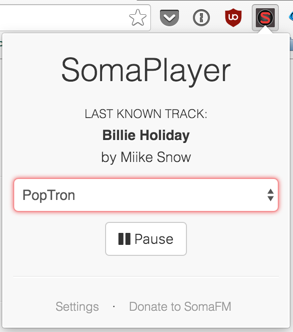 SomaPlayer
LAST KNOWN TRACK:
Billie Holiday
by Miike Snow
PopTron
Pause
Settings · Donate to SomaFM